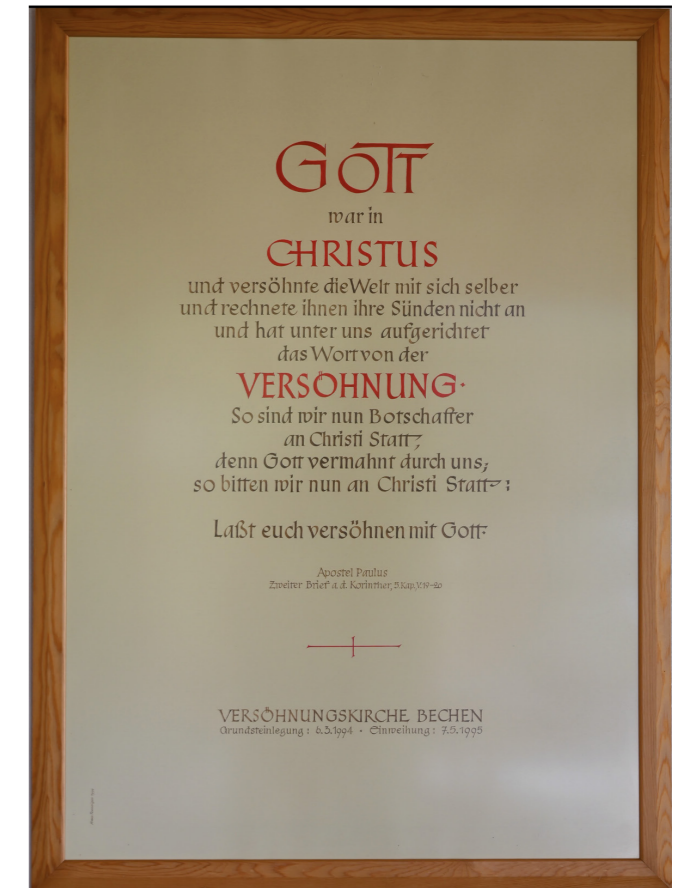 GOTT
war in
CHRISTUS
und versöhnte die Welt mit sich selber
und rechnete ihnen ihre Sünden nicht an
und hat unter uns aufgerichtet
das Wort von der
VERSÖHNUNG.
So sind wir nun Botschafter
an Christi Statt,
denn Gott vermahnt durch uns;
so bitten wir nun an Christi Statt:
Laßt euch versöhnen mit Gott.
Apostel Paulus
Zweiter Brief a. d. Korinther, 5. Kap, V. 19-20
VERSÖHNUNGSKIRCHE BECHEN
Grundsteinlegung: 6.3.1994 · Einweihung: 7.5.1995